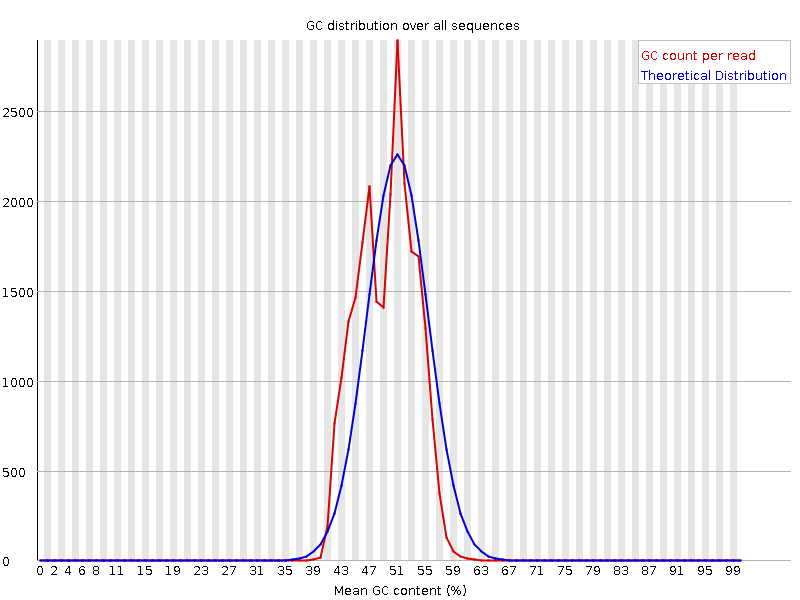 GC distribution over all sequences
GC count per read
Theoretical Distribution
2500
2000
1500
1000
500
0
0 2 4 6 8 11 15 19 23 27 31 35 39 43 47 51 55 59 63 67 71 75 79 83 87 91 95 99
Mean GC content (%)